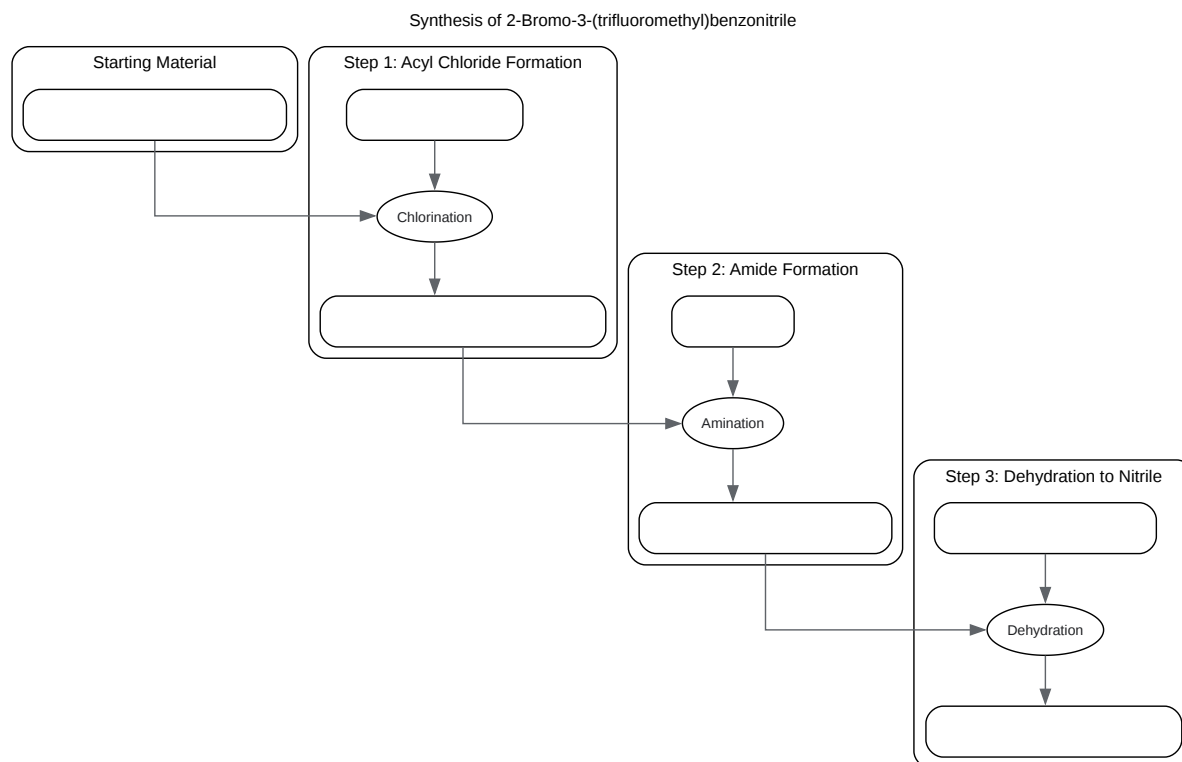 Synthesis of 2-Bromo-3-(trifluoromethyl)benzonitrile
Starting Material
Step 1: Acyl Chloride Formation
Chlorination
Step 2: Amide Formation
Amination
Step 3: Dehydration to Nitrile
Dehydration